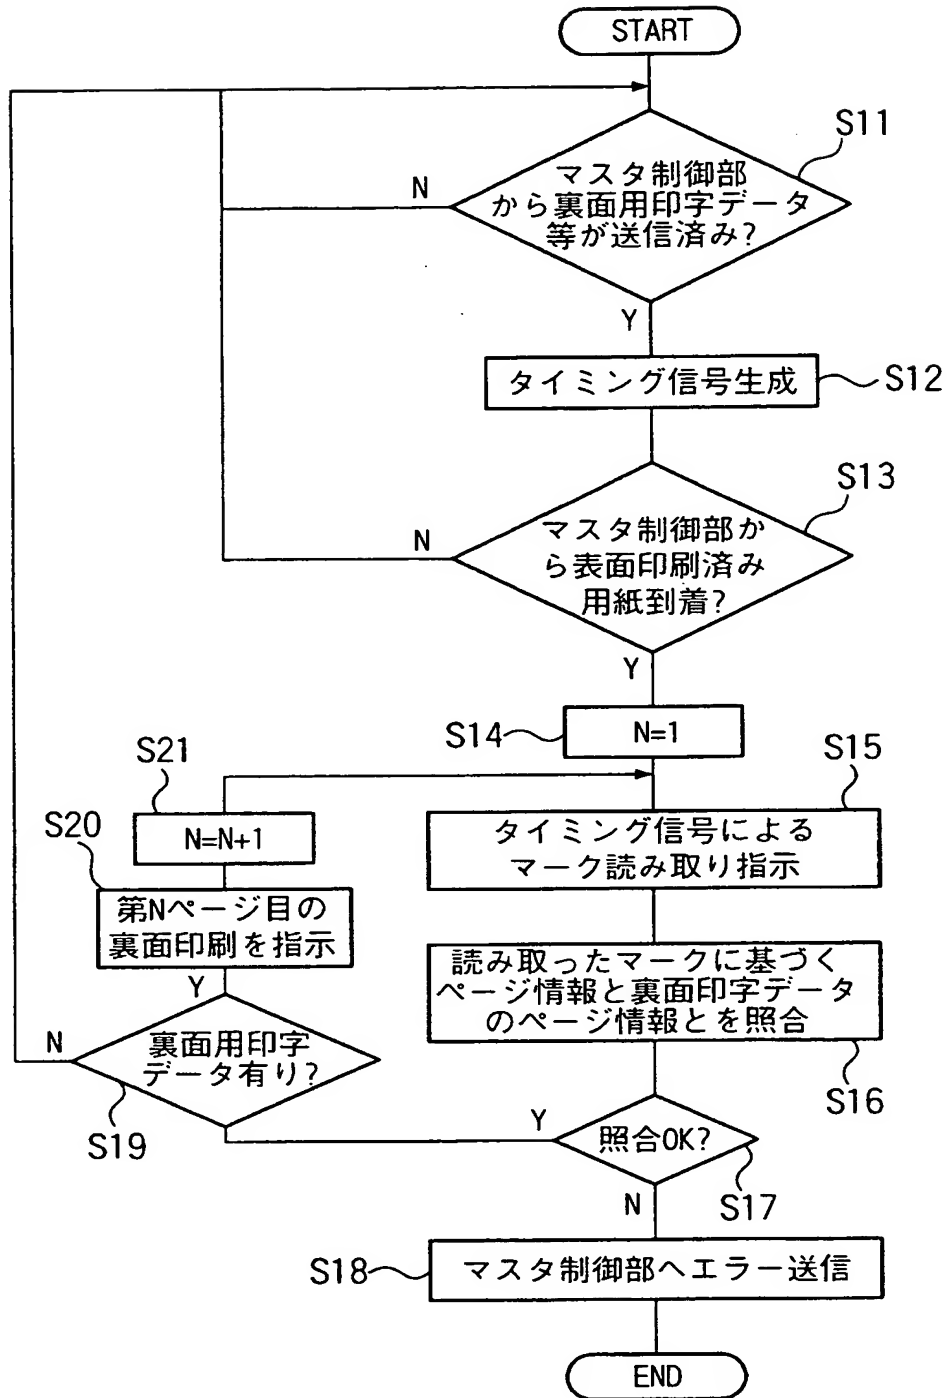 START
S11
マスタ制御部
から裏面用印字データ
等が送信済み?
N
Y
タイミング信号生成
S12
S13
マスタ制御部か
ら表面印刷済み
用紙到着?
N
Y
S14
N=1
S21
S15
N=N+1
タイミング信号による
マーク読み取り指示
S20
第Nページ目の
裏面印刷を指示
読み取ったマークに基づく
ページ情報と裏面印字データ
のページ情報とを照合
S16
Y
N
裏面用印字
データ有り?
S19
Y
照合OK?
S17
N
S18
マスタ制御部へエラー送信
END